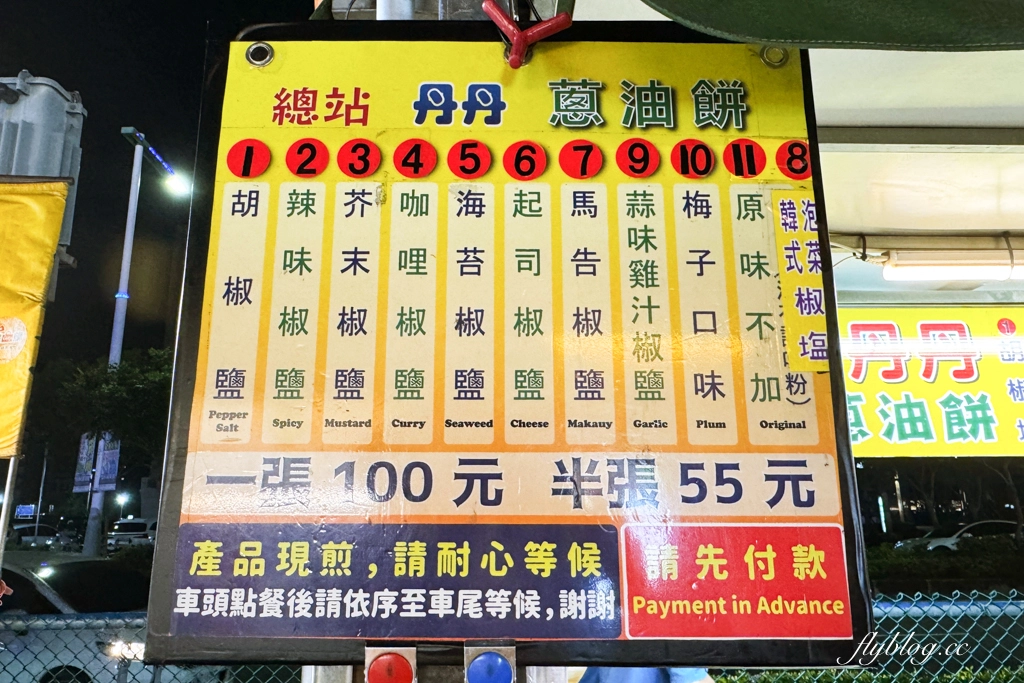 總站 丹丹 蔥油餅
1 2 3 4 5 6 7 9 10 11 8
胡椒鹽
Pepper Salt
辣味椒鹽
Spicy
芥末椒鹽
Mustard
咖哩椒鹽
Curry
海苔椒鹽
Seaweed
起司椒鹽
Cheese
馬告椒鹽
Makauy
蒜味雞汁椒鹽
Garlic
梅子口味
Plum
原味不加
粉)
Original
韓式泡菜椒塩
一張 100 元 半張 55 元
產品現煎,請耐心等候
車頭點餐後請依序至車尾等候,謝謝
請先付款
Payment in Advance
丹丹
蔥油餅
1
胡
椒
flyblog.cc